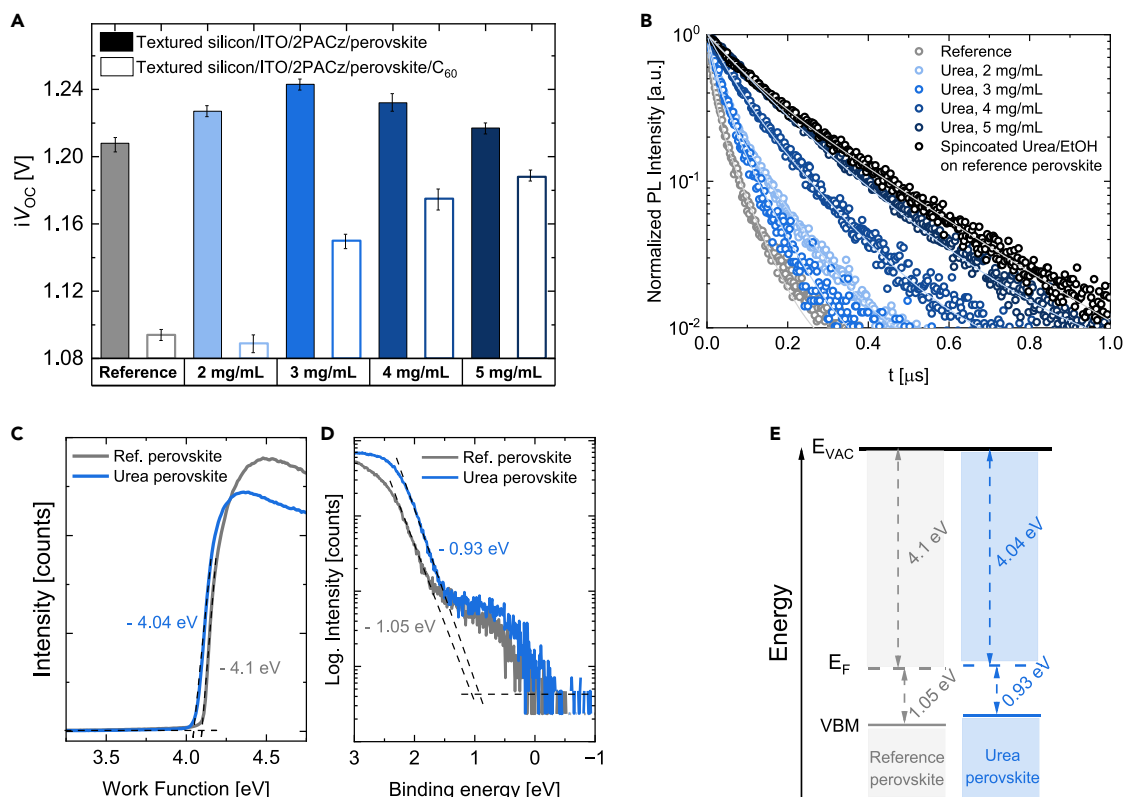 A
Textured silicon/ITO/2PACz/perovskite
Textured silicon/ITO/2PACz/perovskite/C60
iVOC [V]
1.24
1.20
1.16
1.12
1.08
Reference
2 mg/mL
3 mg/mL
4 mg/mL
5 mg/mL
B
Normalized PL Intensity [a.u.]
10^0
10^-1
10^-2
Reference
Urea, 2 mg/mL
Urea, 3 mg/mL
Urea, 4 mg/mL
Urea, 5 mg/mL
Spincoated Urea/EtOH
on reference perovskite
0.0 0.2 0.4 0.6 0.8 1.0
t [μs]
C
Ref. perovskite
Urea perovskite
Intensity [counts]
- 4.04 eV
- 4.1 eV
3.5 4.0 4.5
Work Function [eV]
D
Ref. perovskite
Urea perovskite
Log. Intensity [counts]
- 0.93 eV
- 1.05 eV
3 2 1 0 −1
Binding energy [eV]
E
Energy
EVAC
4.1 eV
4.04 eV
EF
1.05 eV
0.93 eV
VBM
Reference
perovskite
Urea
perovskite